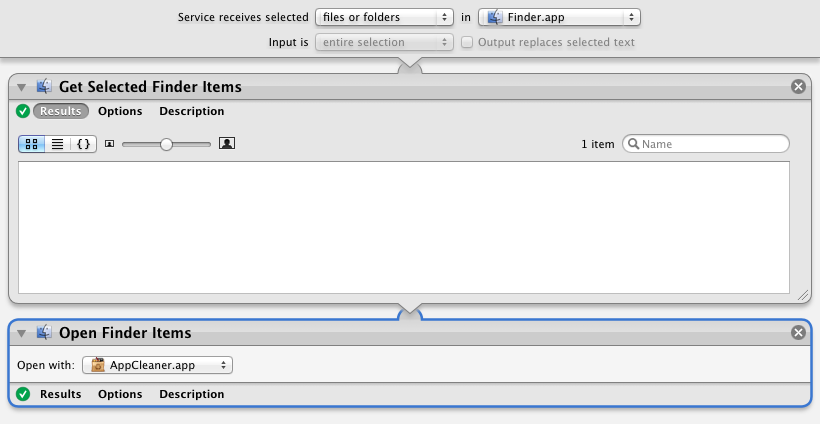 Service receives selected files or folders in Finder.app
Input is entire selection Output replaces selected text
Get Selected Finder Items
Results Options Description
{} 1 item Name
Open Finder Items
Open with: AppCleaner.app
Results Options Description